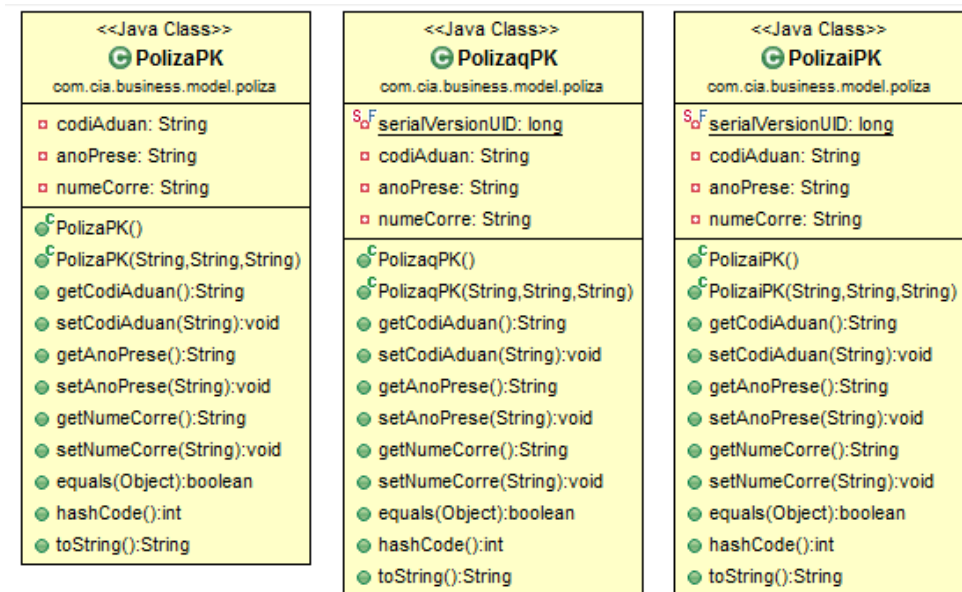 <<Java Class>>
PolizaPK
com.cia.business.model.poliza
codiAduan: String
anoPrese: String
numeCorre: String
PolizaPK()
PolizaPK(String,String,String)
getCodiAduan():String
setCodiAduan(String):void
getAnoPrese():String
setAnoPrese(String):void
getNumeCorre():String
setNumeCorre(String):void
equals(Object):boolean
hashCode():int
toString():String
<<Java Class>>
PolizaqPK
com.cia.business.model.poliza
serialVersionUID: long
codiAduan: String
anoPrese: String
numeCorre: String
PolizaqPK()
PolizaqPK(String,String,String)
getCodiAduan():String
setCodiAduan(String):void
getAnoPrese():String
setAnoPrese(String):void
getNumeCorre():String
setNumeCorre(String):void
equals(Object):boolean
hashCode():int
toString():String
<<Java Class>>
PolizaiPK
com.cia.business.model.poliza
serialVersionUID: long
codiAduan: String
anoPrese: String
numeCorre: String
PolizaiPK()
PolizaiPK(String,String,String)
getCodiAduan():String
setCodiAduan(String):void
getAnoPrese():String
setAnoPrese(String):void
getNumeCorre():String
setNumeCorre(String):void
equals(Object):boolean
hashCode():int
toString():String